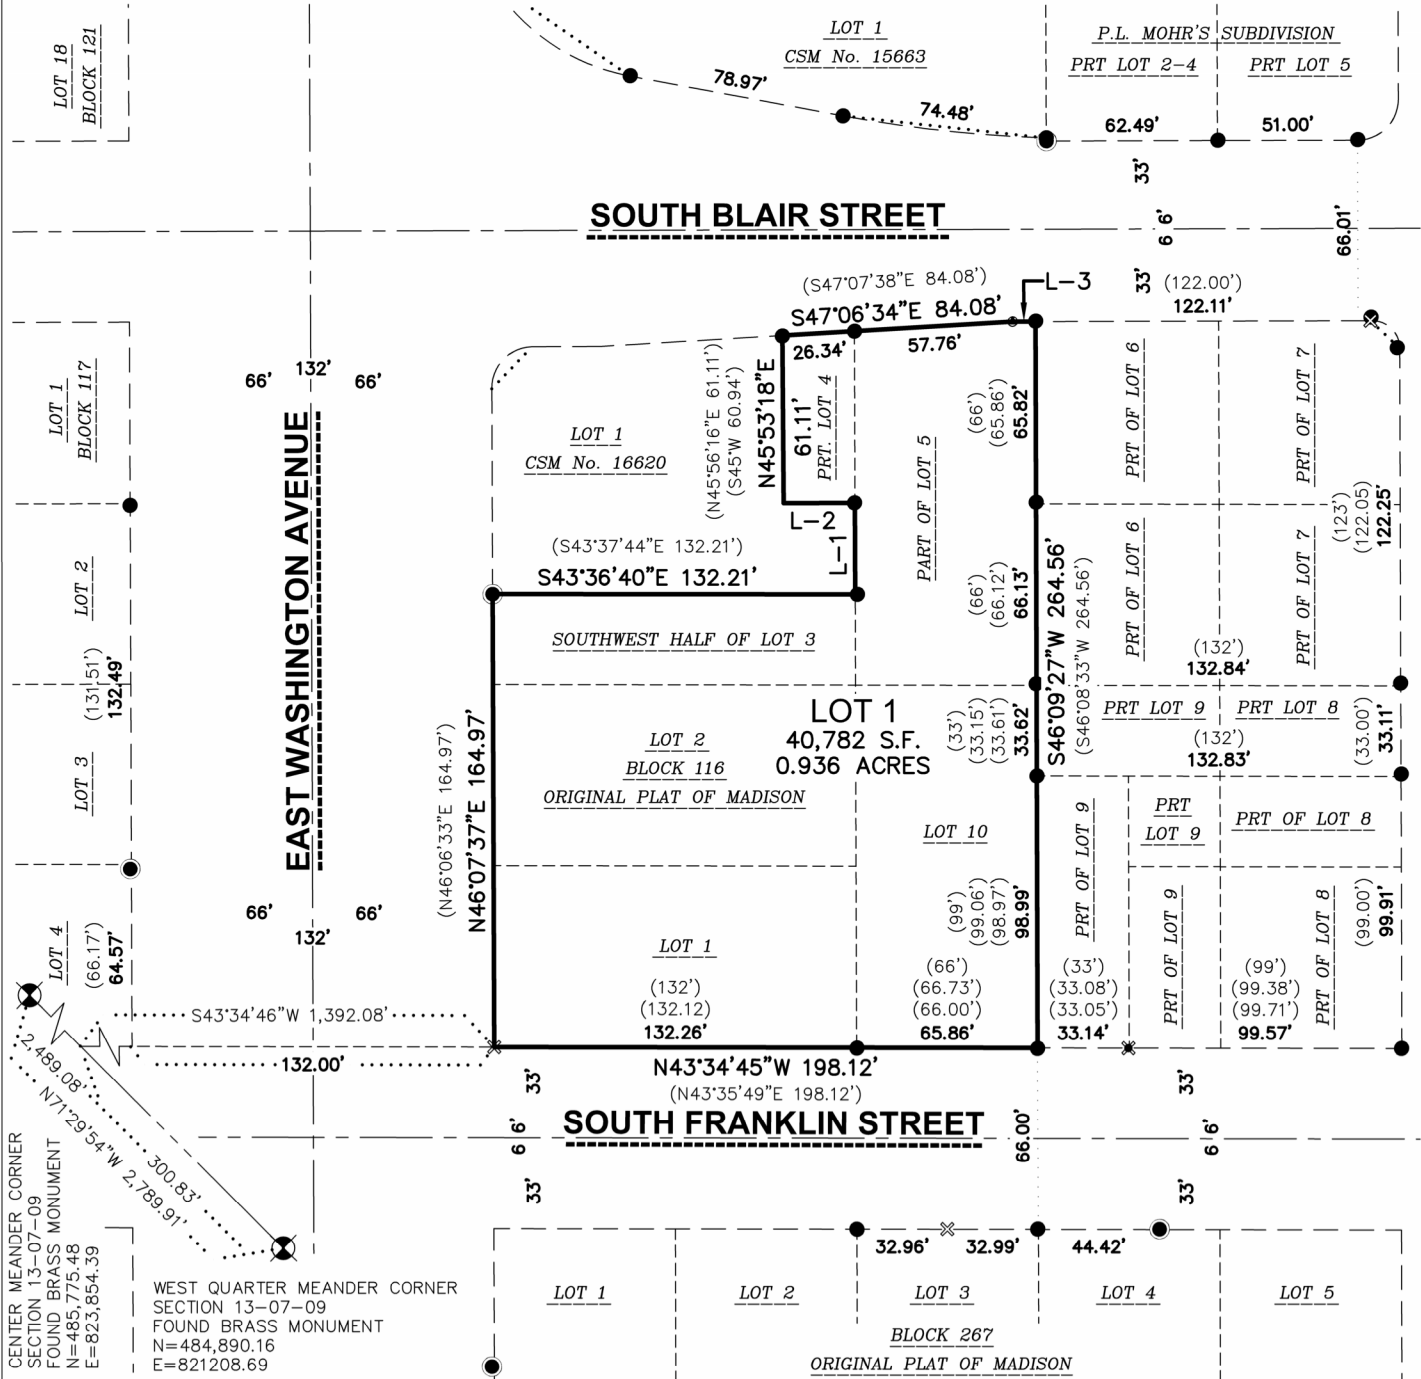 LOT 18
BLOCK 121
LOT 1
CSM No. 15663
P.L. MOHR'S SUBDIVISION
PRT LOT 2-4
PRT LOT 5
78.97'
74.48'
62.49'
51.00'
33'
SOUTH BLAIR STREET
6 6'
66.01'
33'
(S47°07'38"E 84.08')
L-3
(122.00')
122.11'
S47°06'34"E 84.08'
26.34'
57.76'
LOT 1
BLOCK 117
132'
66'
66'
EAST WASHINGTON AVENUE
LOT 1
CSM No. 16620
(N45°56'16"E 61.11')
(S45°W 60.94')
N45°53'18"E
61.11'
PRT. LOT 4
PART OF LOT 5
(66')
(65.86')
65.82'
PRT OF LOT 6
PRT OF LOT 7
(123')
(122.05)
122.25'
L-2
L-1
(S43°37'44"E 132.21')
S43°36'40"E 132.21'
LOT 2
(66')
(66.12')
66.13'
S46°09'27"W 264.56'
(S46°08'33"W 264.56')
PRT OF LOT 6
PRT OF LOT 7
SOUTHWEST HALF OF LOT 3
(132')
132.84'
(131.51')
132.49'
LOT 3
LOT 1
40,782 S.F.
0.936 ACRES
(33')
(33.15')
(33.61')
33.62'
PRT LOT 9
PRT LOT 8
(132')
132.83'
(33.00')
33.11'
LOT 2
BLOCK 116
ORIGINAL PLAT OF MADISON
(N46°06'33"E 164.97')
N46°07'37"E 164.97'
LOT 10
PRT OF LOT 9
PRT
LOT 9
PRT OF LOT 8
66'
66'
132'
LOT 4
(66.17')
64.57'
LOT 1
(99')
(99.06')
(98.97')
98.99'
PRT OF LOT 9
PRT OF LOT 8
(99.00')
99.91'
(132')
(132.12)
132.26'
(66')
(66.73')
(66.00')
65.86'
(33')
(33.08')
(33.05')
33.14'
(99')
(99.38')
(99.71')
99.57'
S43°34'46"W 1,392.08'
132.00'
N43°34'45"W 198.12'
(N43°35'49"E 198.12')
33'
33'
SOUTH FRANKLIN STREET
6 6'
66.00'
6 6'
33'
33'
2,489.08'
300.83'
N71°29'54"W 2,789.91'
CENTER MEANDER CORNER
SECTION 13-07-09
FOUND BRASS MONUMENT
N=485,775.48
E=823,854.39
WEST QUARTER MEANDER CORNER
SECTION 13-07-09
FOUND BRASS MONUMENT
N=484,890.16
E=821208.69
32.96'
32.99'
44.42'
LOT 1
LOT 2
LOT 3
LOT 4
LOT 5
BLOCK 267
ORIGINAL PLAT OF MADISON